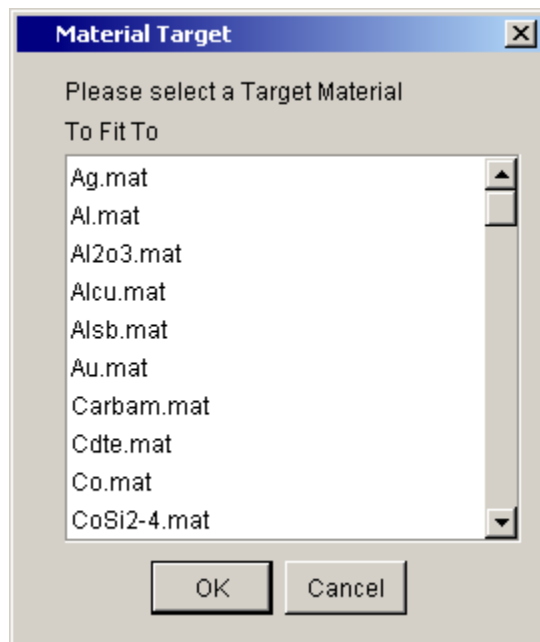 Material Target
Please select a Target Material
To Fit To
Ag.mat
Al.mat
Al2o3.mat
Alcu.mat
Alsb.mat
Au.mat
Carbam.mat
Cdte.mat
Co.mat
CoSi2-4.mat
OK
Cancel